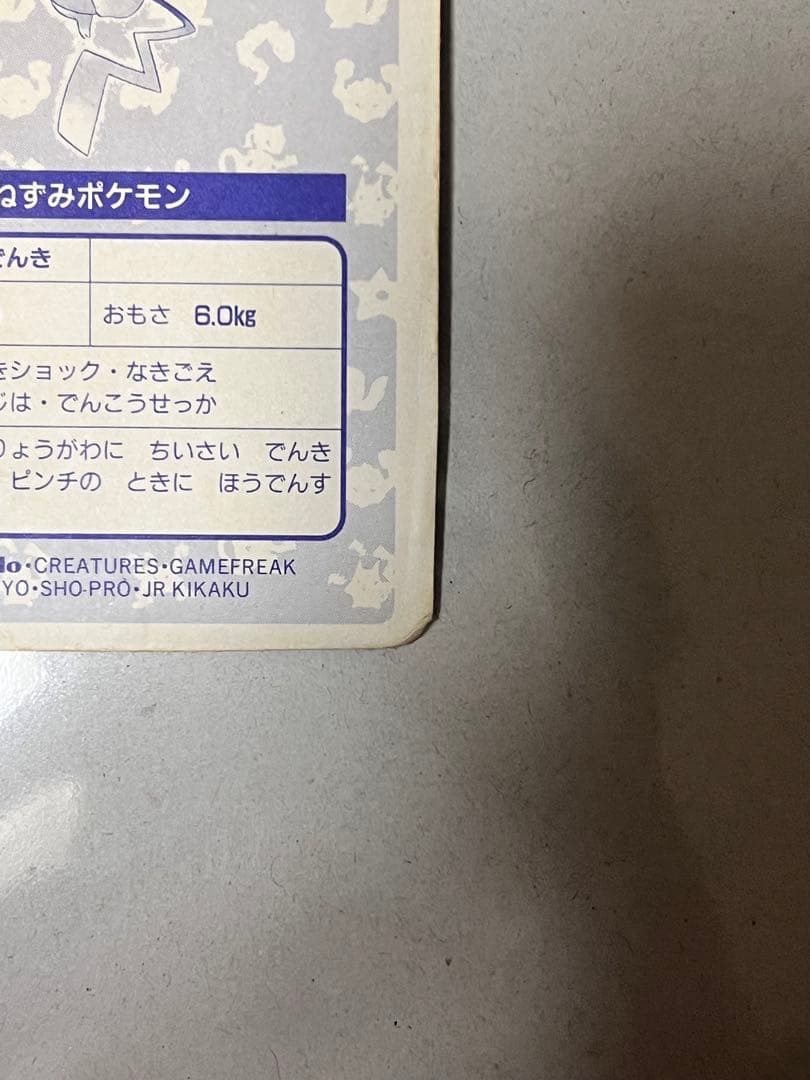 ねずみポケモン
でんき
おもさ 6.0kg
きショック・なきごえ
じは・でんこうせっか
りょうがわに ちいさい でんき
ピンチの ときに ほうでんす
do・CREATURES・GAMEFREAK
YO・SHO-PRO・JR KIKAKU